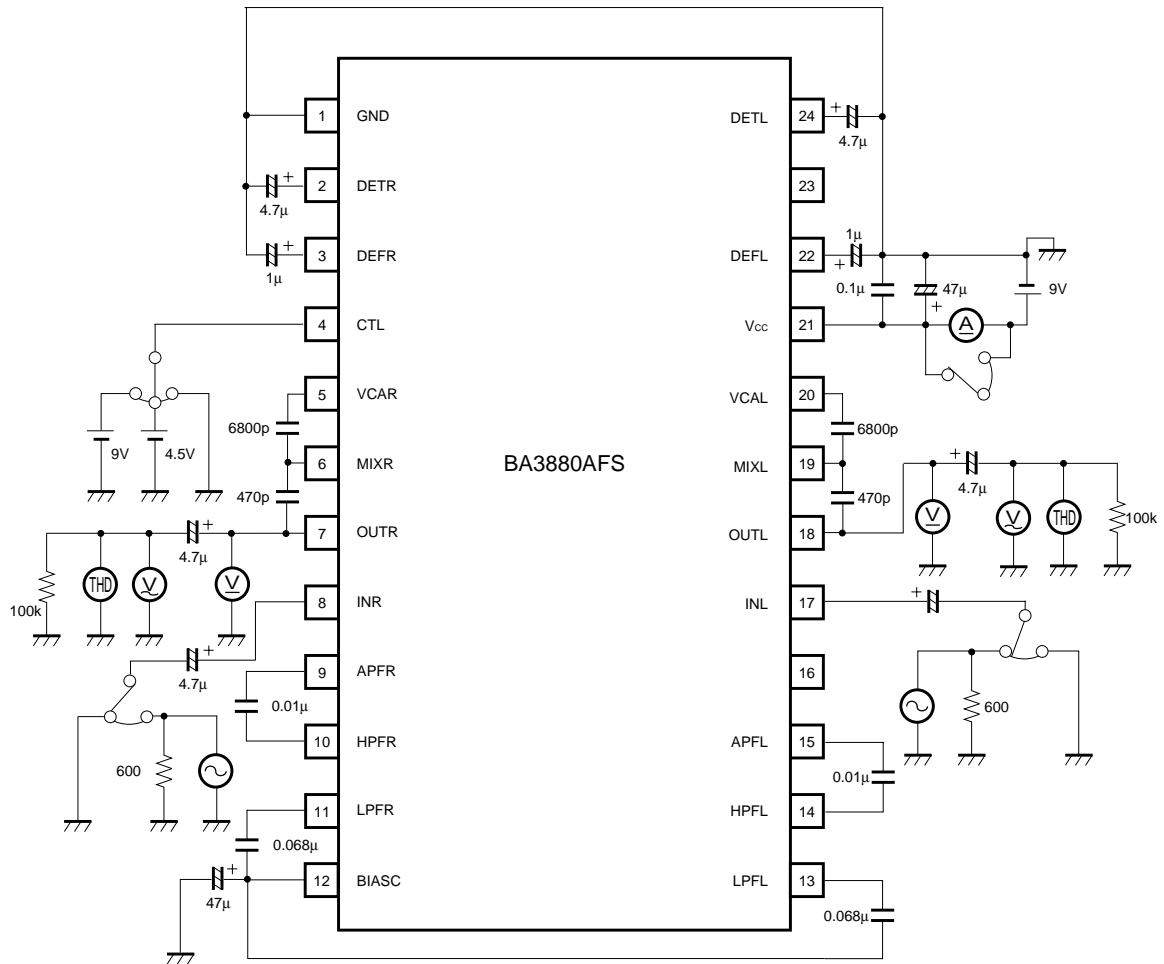 1 GND
2 DETR
3 DEFR
4 CTL
5 VCAR
6 MIXR
7 OUTR
8 INR
9 APFR
10 HPFR
11 LPFR
12 BIASC
+
4.7μ
+
1μ
9V
4.5V
6800p
470p
+
4.7μ
100k
THD
V
V
+
4.7μ
0.01μ
600
0.068μ
+
47μ
BA3880AFS
DETL 24
23
DEFL 22
Vcc 21
VCAL 20
MIXL 19
OUTL 18
INL 17
16
APFL 15
HPFL 14
LPFL 13
+
4.7μ
1μ
+
0.1μ
47μ
+
9V
A
6800p
470p
+
4.7μ
V
V
THD
100k
+
600
0.01μ
0.068μ